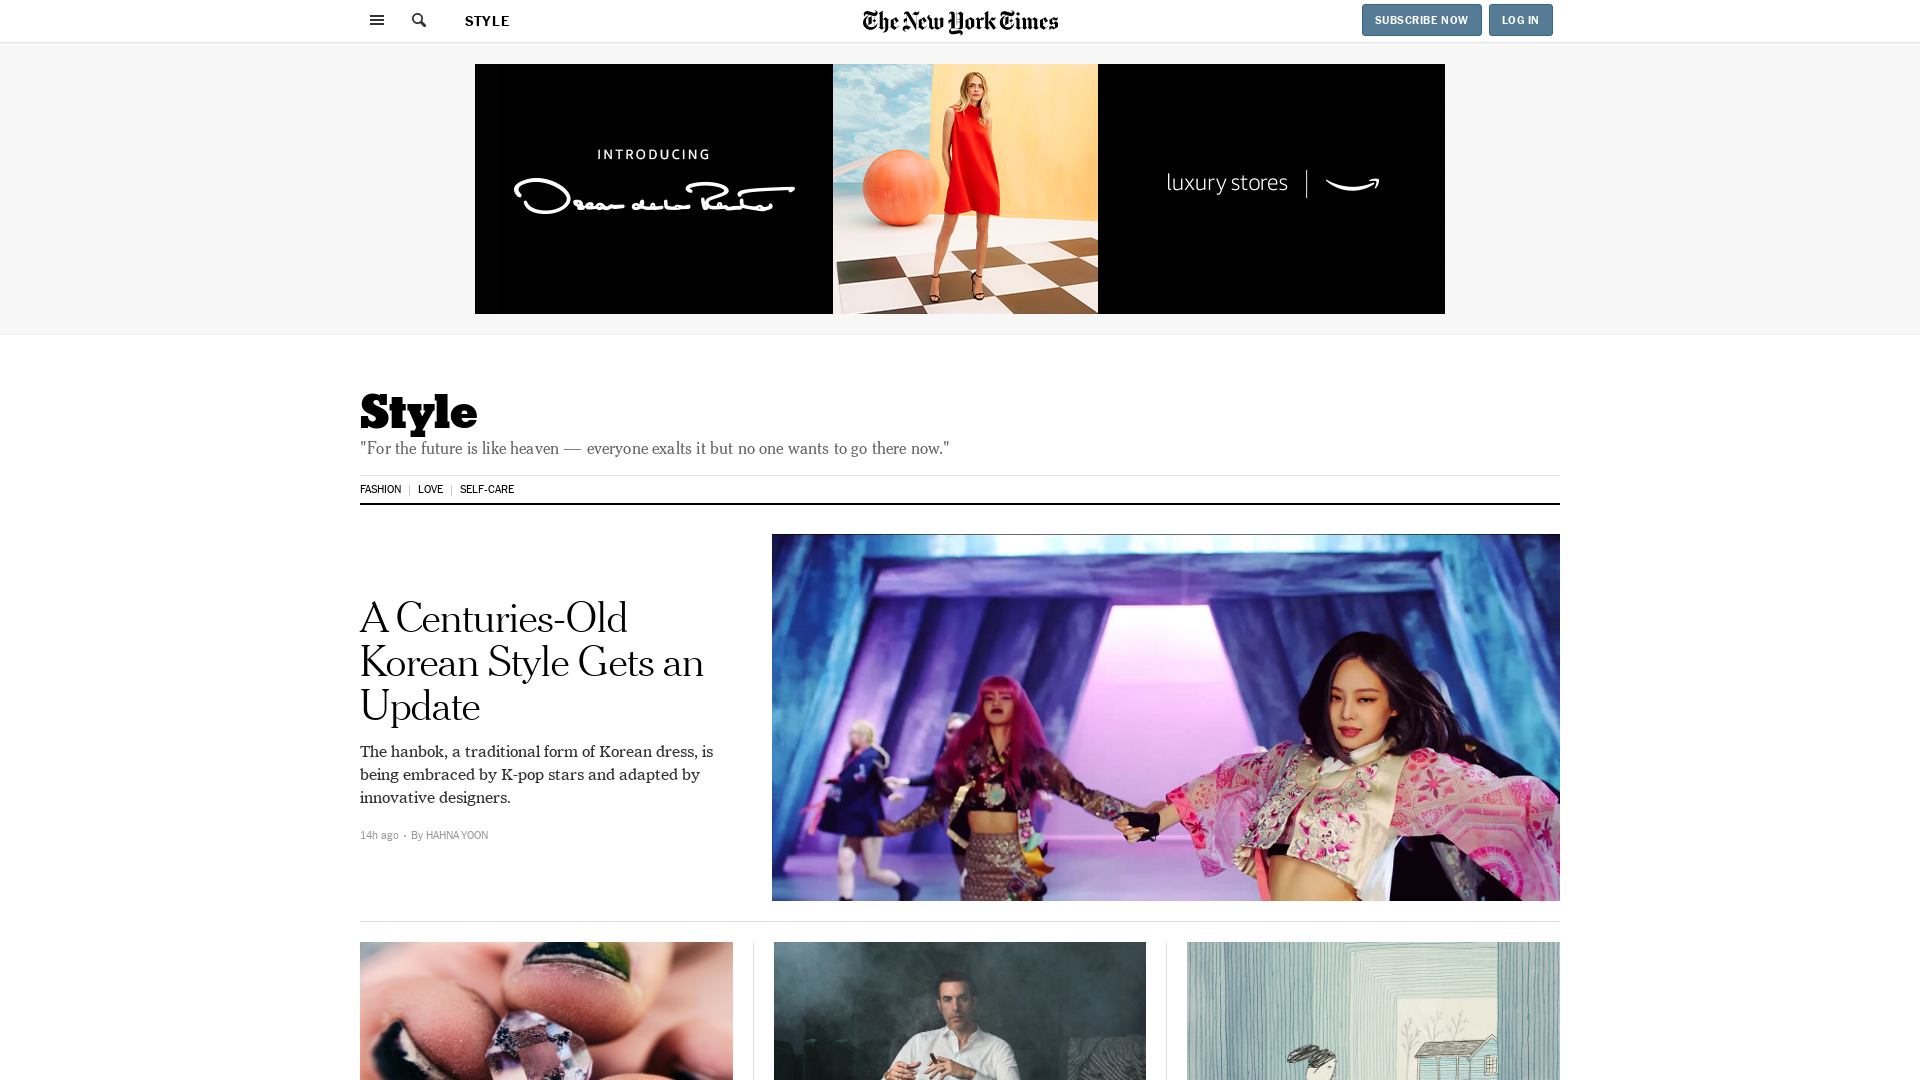 STYLE
The New York Times
SUBSCRIBE NOW
LOG IN
INTRODUCING
Oscar de la Renta
luxury stores
Style
"For the future is like heaven — everyone exalts it but no one wants to go there now."
FASHION
LOVE
SELF-CARE
A Centuries-Old
Korean Style Gets an
Update
The hanbok, a traditional form of Korean dress, is
being embraced by K-pop stars and adapted by
innovative designers.
14h ago · By HAHNA YOON